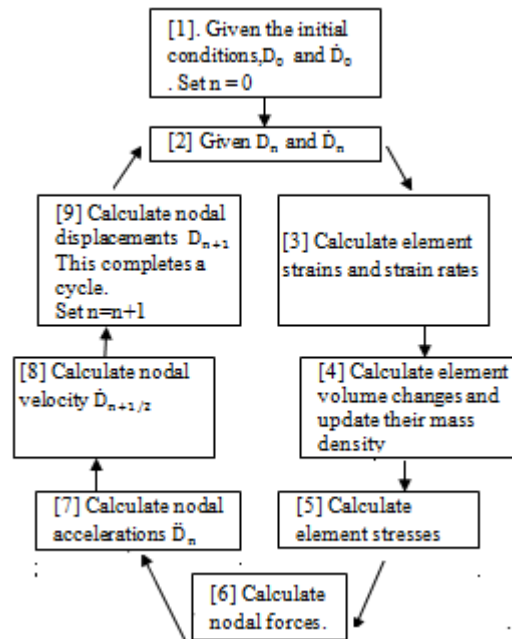 [1]. Given the initial
conditions,D₀ and Ḋ₀
. Set n = 0
[2] Given Dₙ and Ḋₙ
[3] Calculate element
strains and strain rates
[4] Calculate element
volume changes and
update their mass
density
[5] Calculate
element stresses
[6] Calculate
nodal forces.
[7] Calculate nodal
accelerations D̈ₙ
[8] Calculate nodal
velocity Ḋₙ₊₁/₂
[9] Calculate nodal
displacements Dₙ₊₁
This completes a
cycle.
Set n=n+1